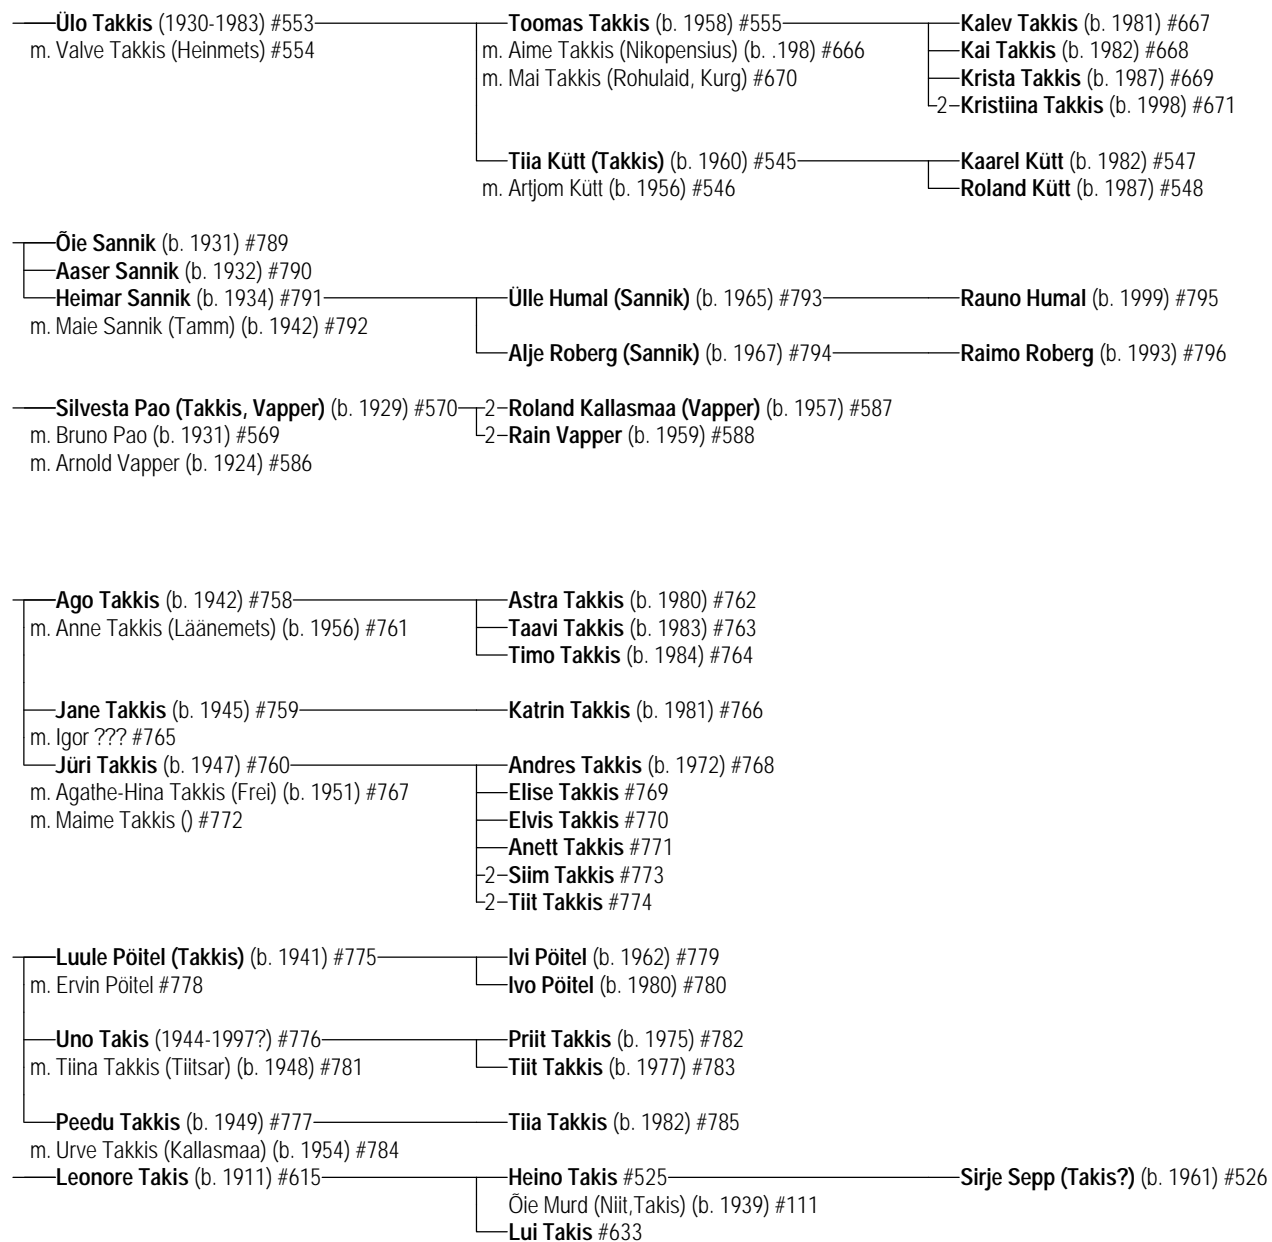 Ülo Takkis (1930-1983) #553 Toomas Takkis (b. 1958) #555 Kalev Takkis (b. 1981) #667
m. Valve Takkis (Heinmets) #554 m. Aime Takkis (Nikopensius) (b. .198) #666 Kai Takkis (b. 1982) #668
m. Mai Takkis (Rohulaid, Kurg) #670 Krista Takkis (b. 1987) #669
2 Kristiina Takkis (b. 1998) #671
Tiia Kütt (Takkis) (b. 1960) #545 Kaarel Kütt (b. 1982) #547
m. Artjom Kütt (b. 1956) #546 Roland Kütt (b. 1987) #548
Õie Sannik (b. 1931) #789
Aaser Sannik (b. 1932) #790
Heimar Sannik (b. 1934) #791 Ülle Humal (Sannik) (b. 1965) #793 Rauno Humal (b. 1999) #795
m. Maie Sannik (Tamm) (b. 1942) #792
Alje Roberg (Sannik) (b. 1967) #794 Raimo Roberg (b. 1993) #796
Silvesta Pao (Takkis, Vapper) (b. 1929) #570 2 Roland Kallasmaa (Vapper) (b. 1957) #587
m. Bruno Pao (b. 1931) #569 2 Rain Vapper (b. 1959) #588
m. Arnold Vapper (b. 1924) #586
Ago Takkis (b. 1942) #758 Astra Takkis (b. 1980) #762
m. Anne Takkis (Läänemets) (b. 1956) #761 Taavi Takkis (b. 1983) #763
Timo Takkis (b. 1984) #764
Jane Takkis (b. 1945) #759 Katrin Takkis (b. 1981) #766
m. Igor ??? #765
Jüri Takkis (b. 1947) #760 Andres Takkis (b. 1972) #768
m. Agathe-Hina Takkis (Frei) (b. 1951) #767 Elise Takkis #769
m. Maime Takkis () #772 Elvis Takkis #770
Anett Takkis #771
2 Siim Takkis #773
2 Tiit Takkis #774
Luule Pöitel (Takkis) (b. 1941) #775 Ivi Pöitel (b. 1962) #779
m. Ervin Pöitel #778 Ivo Pöitel (b. 1980) #780
Uno Takis (1944-1997?) #776 Priit Takkis (b. 1975) #782
m. Tiina Takkis (Tiitsar) (b. 1948) #781 Tiit Takkis (b. 1977) #783
Peedu Takkis (b. 1949) #777 Tiia Takkis (b. 1982) #785
m. Urve Takkis (Kallasmaa) (b. 1954) #784
Leonore Takis (b. 1911) #615 Heino Takis #525 Sirje Sepp (Takis?) (b. 1961) #526
Õie Murd (Niit,Takis) (b. 1939) #111
Lui Takis #633